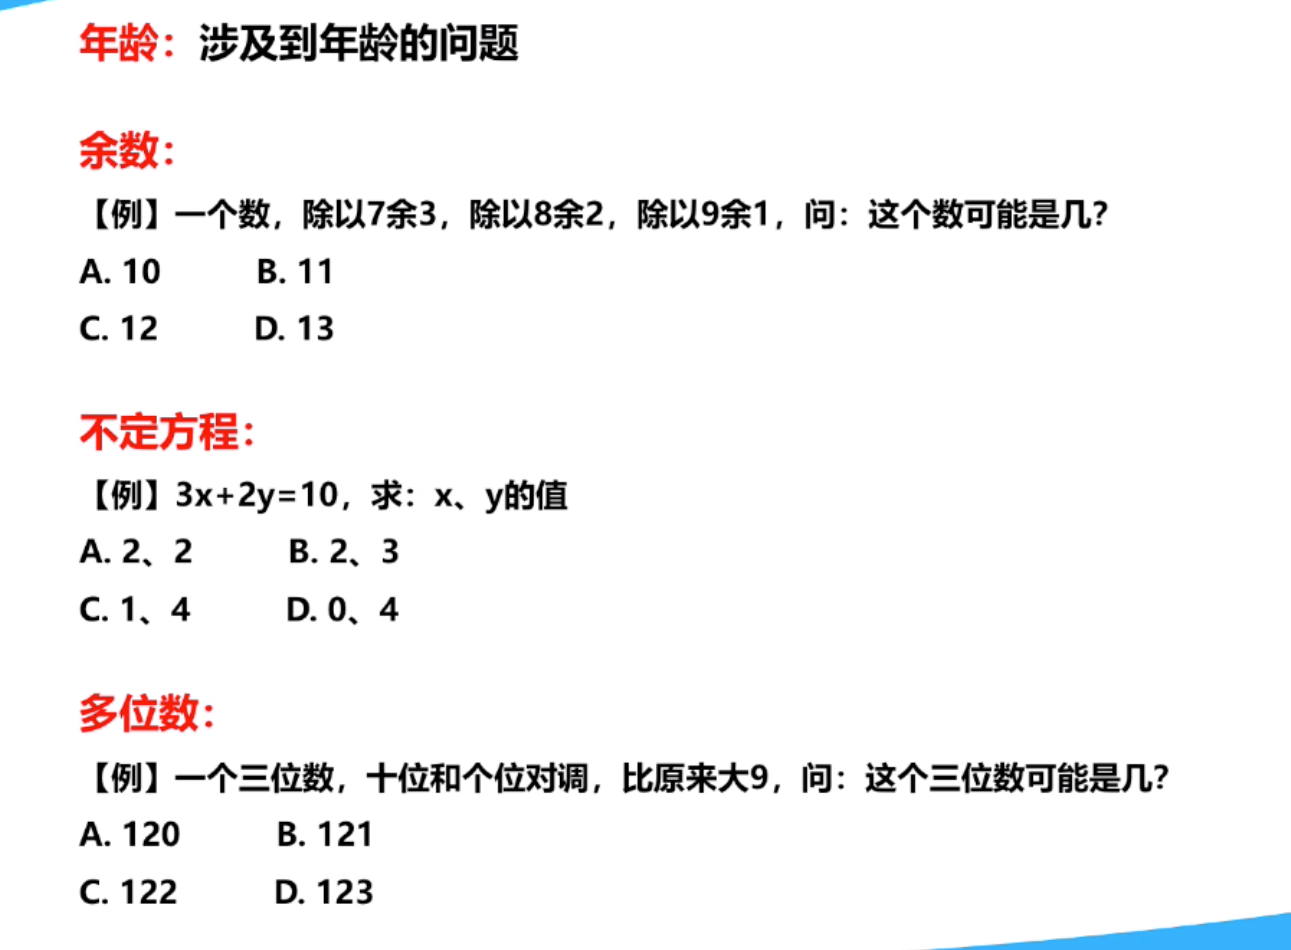 年龄：涉及到年龄的问题
余数：
【例】一个数，除以7余3，除以8余2，除以9余1，问：这个数可能是几？
A. 10 B. 11
C. 12 D. 13
不定方程：
【例】3x+2y=10，求：x、y的值
A. 2、2 B. 2、3
C. 1、4 D. 0、4
多位数：
【例】一个三位数，十位和个位对调，比原来大9，问：这个三位数可能是几？
A. 120 B. 121
C. 122 D. 123